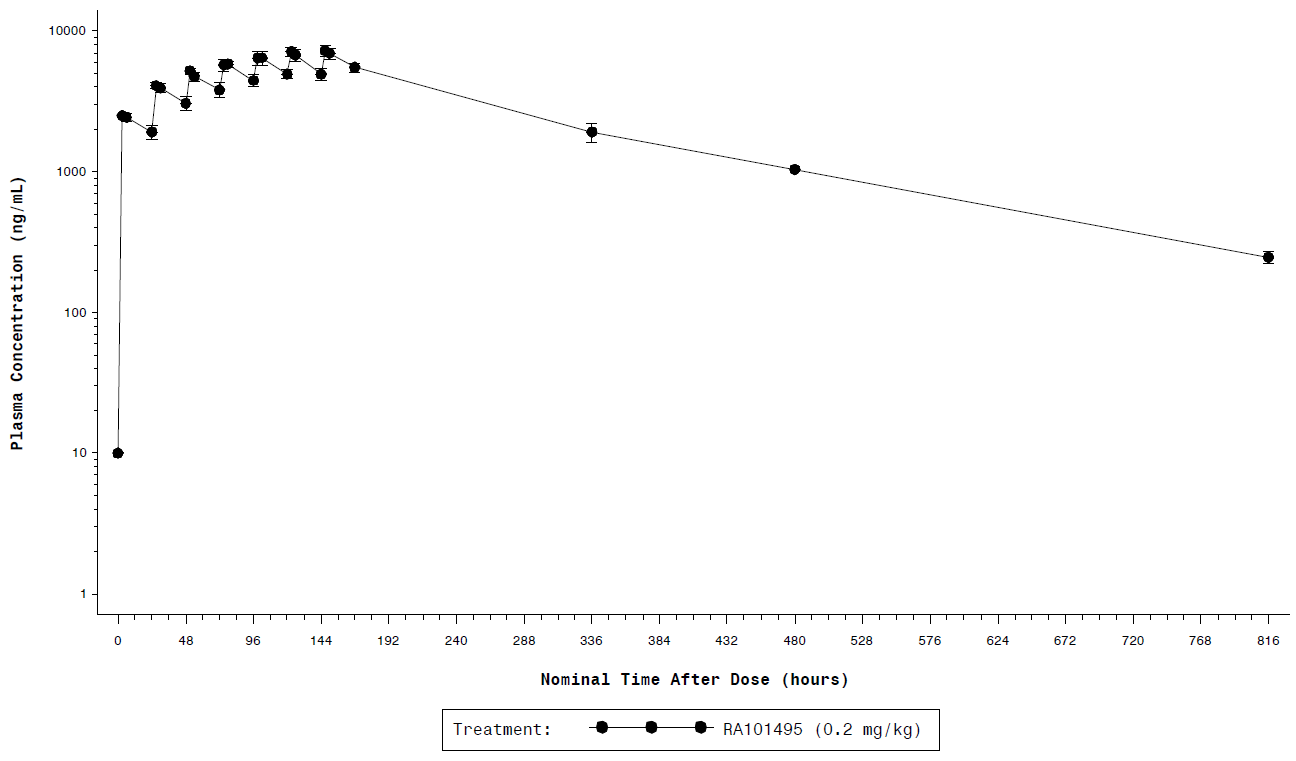 Plasma Concentration (ng/mL)
10000
1000
100
10
1
0 48 96 144 192 240 288 336 384 432 480 528 576 624 672 720 768 816
Nominal Time After Dose (hours)
Treatment: RA101495 (0.2 mg/kg)